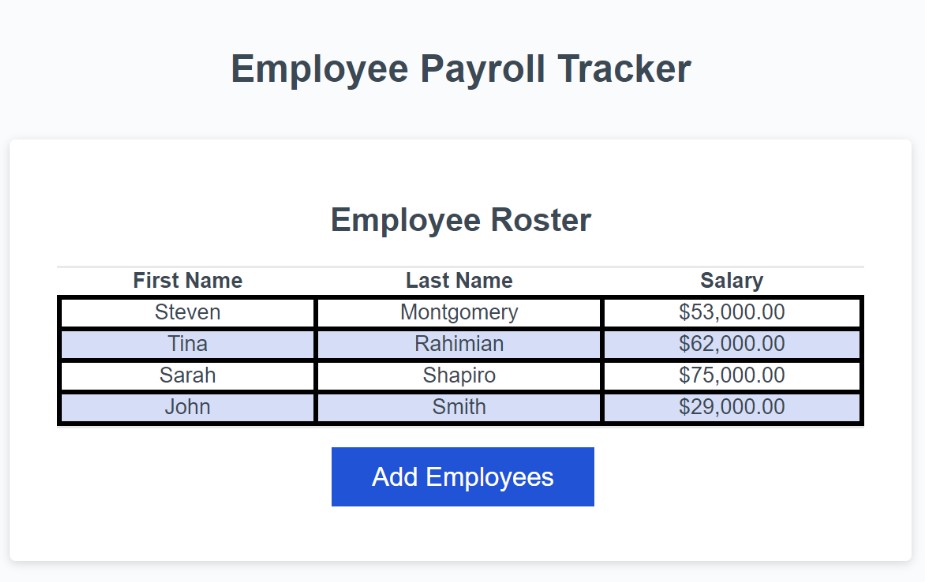 Employee Payroll Tracker
Employee Roster
First Name Last Name Salary
Steven Montgomery $53,000.00
Tina Rahimian $62,000.00
Sarah Shapiro $75,000.00
John Smith $29,000.00
Add Employees